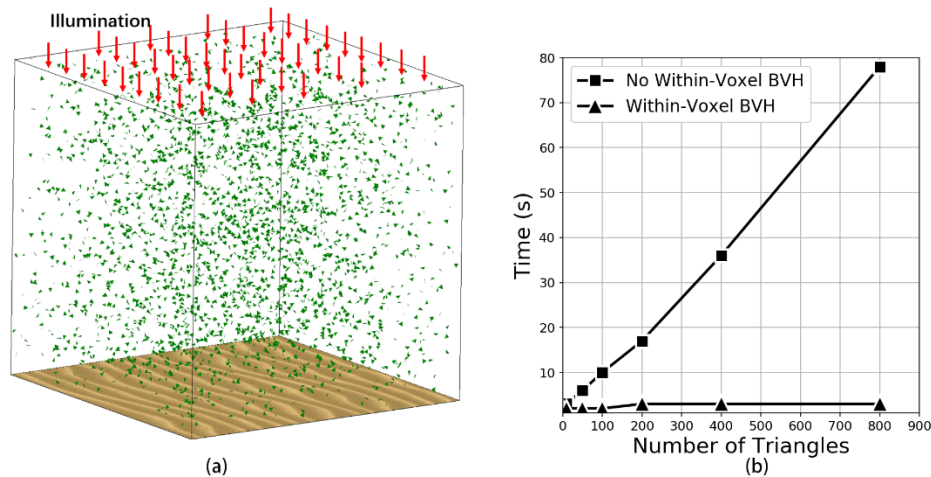 Illumination
(a)
No Within-Voxel BVH
Within-Voxel BVH
Time (s)
80
70
60
50
40
30
20
10
0 100 200 300 400 500 600 700 800 900
Number of Triangles
(b)